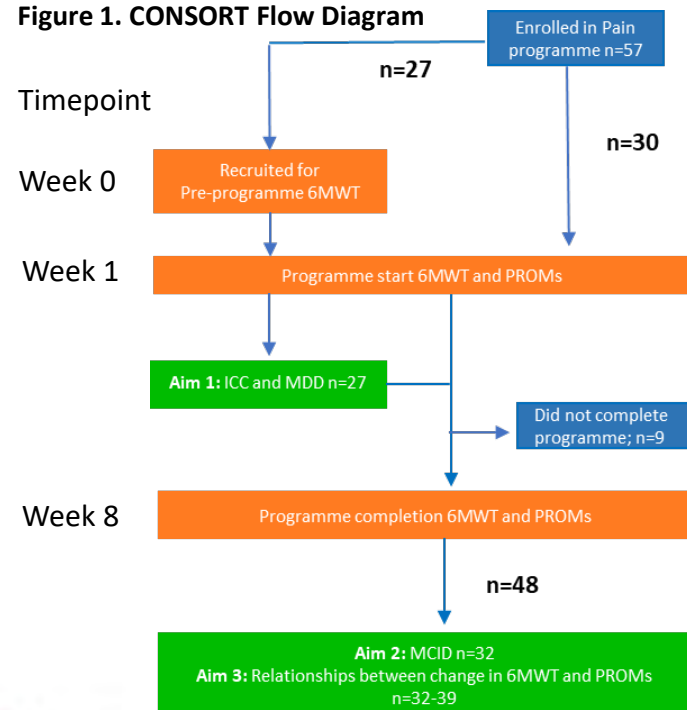 Figure 1. CONSORT Flow Diagram
Enrolled in Pain
programme n=57
n=27
Timepoint
n=30
Week 0
Recruited for
Pre-programme 6MWT
Week 1
Programme start 6MWT and PROMs
Aim 1: ICC and MDD n=27
Did not complete
programme; n=9
Week 8
Programme completion 6MWT and PROMs
n=48
Aim 2: MCID n=32
Aim 3: Relationships between change in 6MWT and PROMs
n=32-39